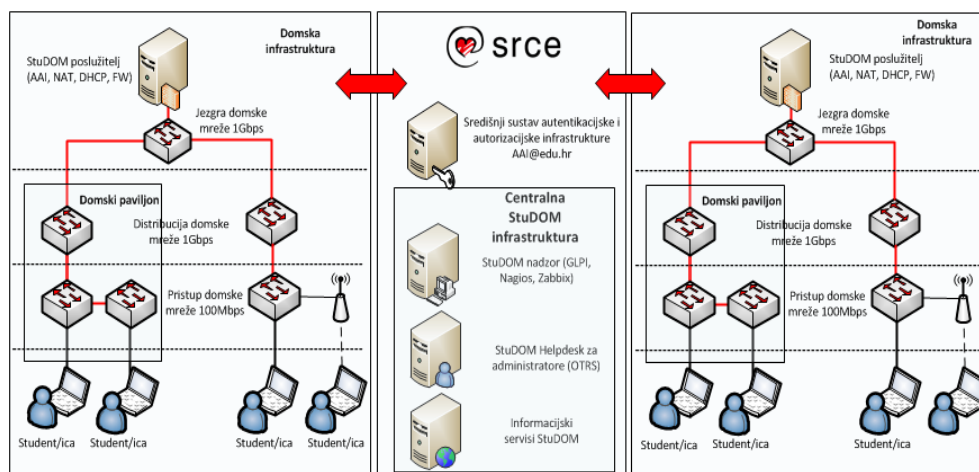 Domska
infrastruktura
StuDOM poslužitelj
(AAI, NAT, DHCP, FW)
Jezgra domske
mreže 1Gbps
Domski paviljon
Distribucija domske
mreže 1Gbps
Pristup domske
mreže 100Mbps
Student/ica
Student/ica
Student/ica
Student/ica
@srce
Središnji sustav autentikacijske i
autorizacijske infrastrukture
AAI@edu.hr
Centralna
StuDOM
infrastruktura
StuDOM nadzor (GLPI,
Nagios, Zabbix)
StuDOM Helpdesk za
administratore (OTRS)
Informacijski
servisi StuDOM
Domska
infrastruktura
StuDOM poslužitelj
(AAI, NAT, DHCP, FW)
Jezgra domske
mreže 1Gbps
Domski paviljon
Distribucija domske
mreže 1Gbps
Pristup domske
mreže 100Mbps
Student/ica
Student/ica
Student/ica
Student/ica